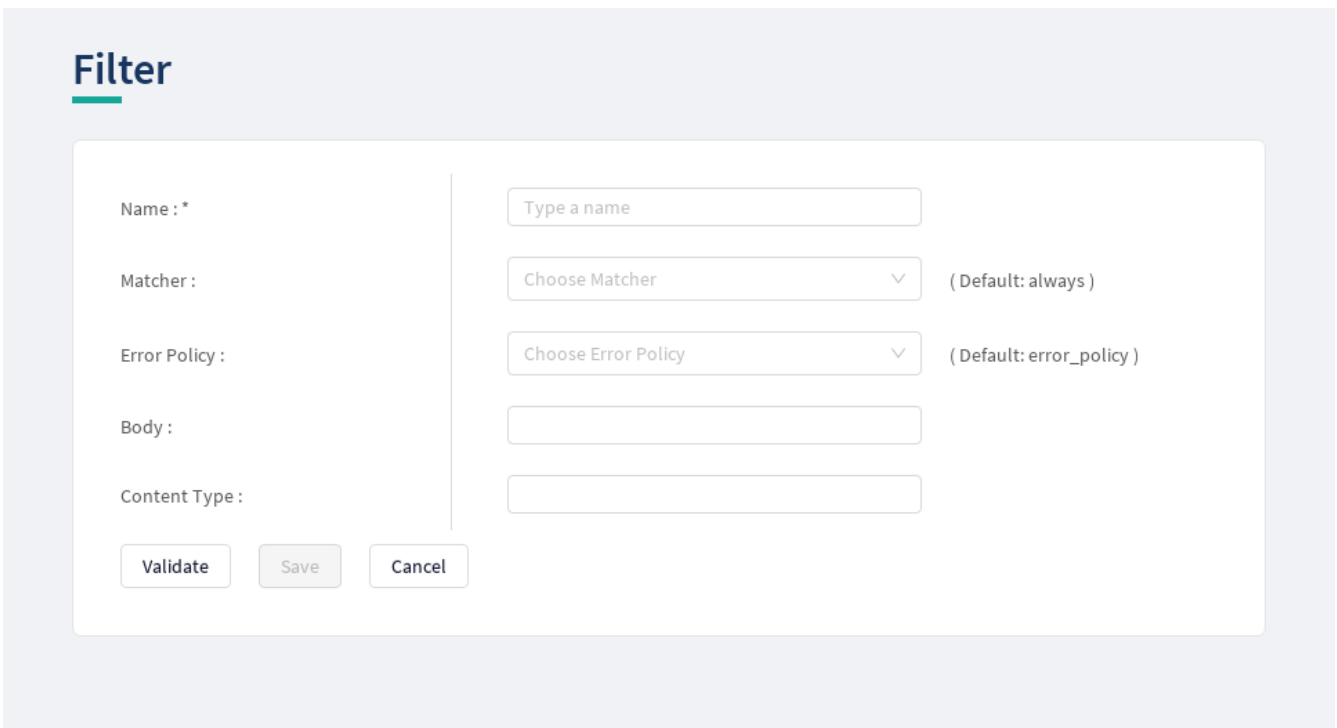 Filter
Name : * Type a name
Matcher : Choose Matcher ( Default: always )
Error Policy : Choose Error Policy ( Default: error_policy )
Body :
Content Type :
Validate Save Cancel